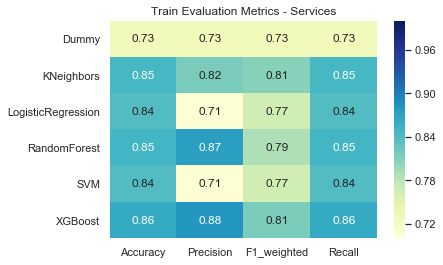 Train Evaluation Metrics - Services
Dummy 0.73 0.73 0.73 0.73
KNeighbors 0.85 0.82 0.81 0.85
LogisticRegression 0.84 0.71 0.77 0.84
RandomForest 0.85 0.87 0.79 0.85
SVM 0.84 0.71 0.77 0.84
XGBoost 0.86 0.88 0.81 0.86
Accuracy Precision F1_weighted Recall
0.96
0.90
0.84
0.78
0.72